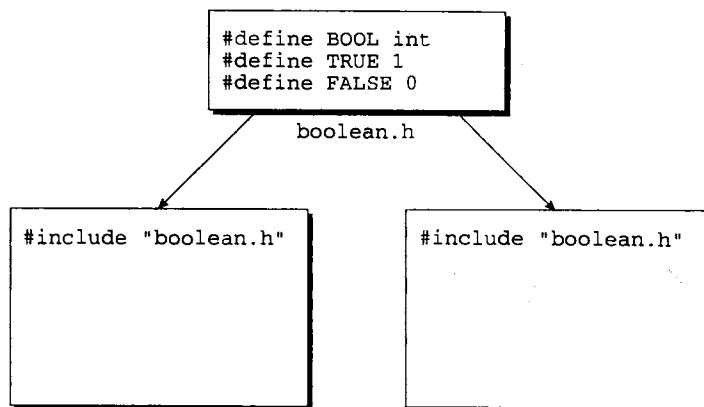 #define BOOL int
#define TRUE 1
#define FALSE 0
boolean.h
#include "boolean.h"
#include "boolean.h"